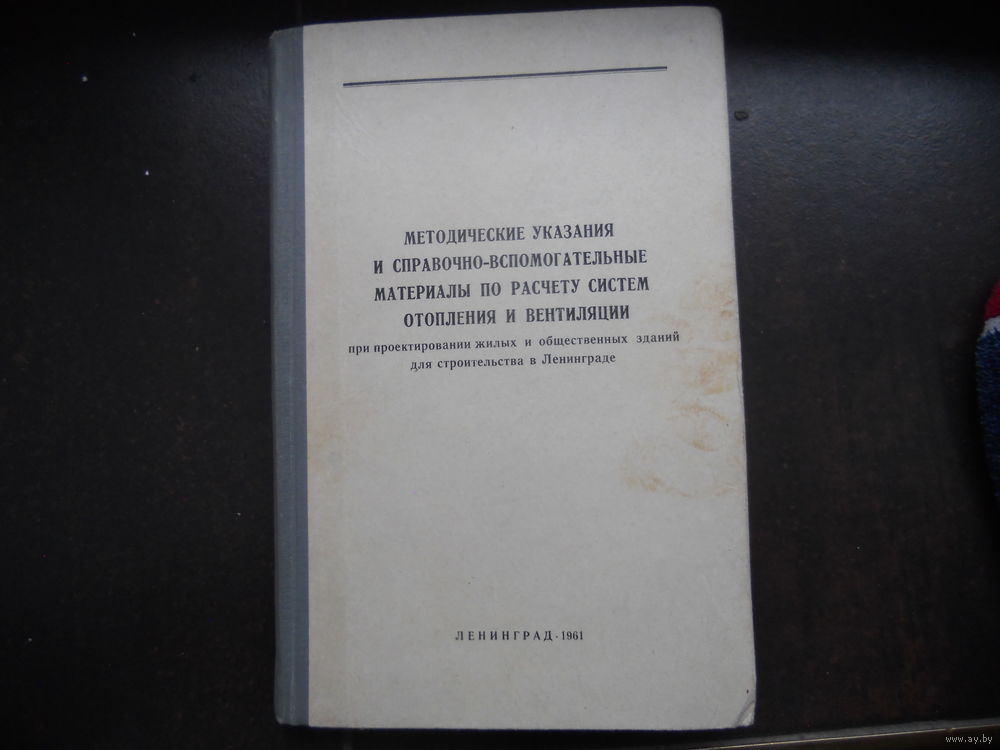 МЕТОДИЧЕСКИЕ УКАЗАНИЯ
И СПРАВОЧНО-ВСПОМОГАТЕЛЬНЫЕ
МАТЕРИАЛЫ ПО РАСЧЕТУ СИСТЕМ
ОТОПЛЕНИЯ И ВЕНТИЛЯЦИИ
при проектировании жилых и общественных зданий
для строительства в Ленинграде
ЛЕНИНГРАД·1961
www.ay.by